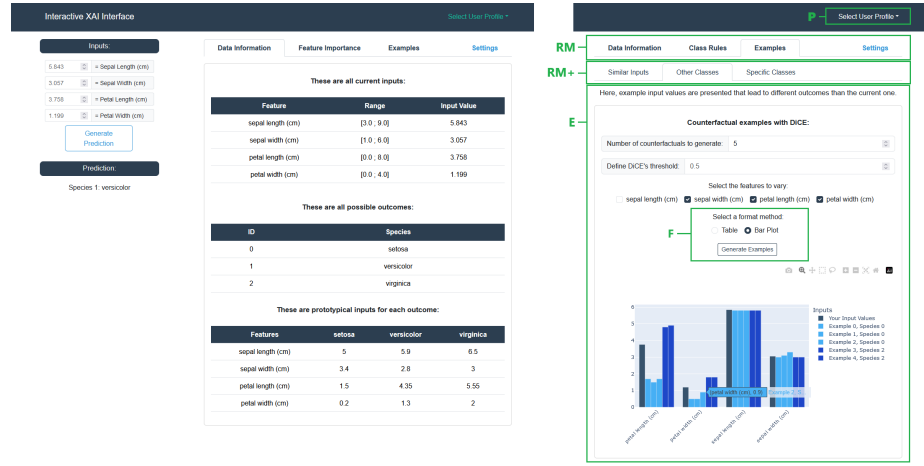 Interactive XAI Interface
Select User Profile
Inputs:
5.843 = Sepal Length (cm)
3.057 = Sepal Width (cm)
3.758 = Petal Length (cm)
1.199 = Petal Width (cm)
Generate
Prediction
Prediction:
Species 1: versicolor
Data Information Feature Importance Examples Settings
These are all current inputs:
Feature Range Input Value
sepal length (cm) [3.0 ; 9.0] 5.843
sepal width (cm) [1.0 ; 6.0] 3.057
petal length (cm) [0.0 ; 8.0] 3.758
petal width (cm) [0.0 ; 4.0] 1.199
These are all possible outcomes:
ID Species
0 setosa
1 versicolor
2 virginica
These are prototypical inputs for each outcome:
Features setosa versicolor virginica
sepal length (cm) 5 5.9 6.5
sepal width (cm) 3.4 2.8 3
petal length (cm) 1.5 4.35 5.55
petal width (cm) 0.2 1.3 2
P Select User Profile
RM Data Information Class Rules Examples Settings
RM+ Similar Inputs Other Classes Specific Classes
Here, example input values are presented that lead to different outcomes than the current one.
E
Counterfactual examples with DiCE:
Number of counterfactuals to generate: 5
Define DiCE's threshold: 0.5
Select the features to vary:
sepal length (cm) sepal width (cm) petal length (cm) petal width (cm)
Select a format method:
F Table Bar Plot
Generate Examples
Inputs
Your Input Values
Example 0, Species 0
Example 1, Species 0
Example 2, Species 0
Example 3, Species 2
Example 4, Species 2
6
5
4
3
2
1
0
petal length (cm)
petal width (cm)
sepal length (cm)
sepal width (cm)